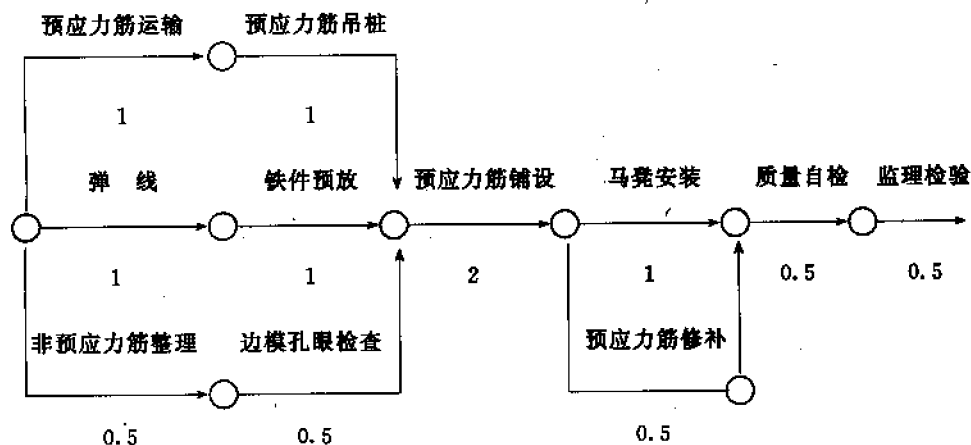 预应力筋运输 预应力筋吊桩
1 1
弹 线 铁件预放 预应力筋铺设 马凳安装 质量自检 监理检验
1 1 2 1 0.5 0.5
非预应力筋整理 边模孔眼检查 预应力筋修补
0.5 0.5 0.5